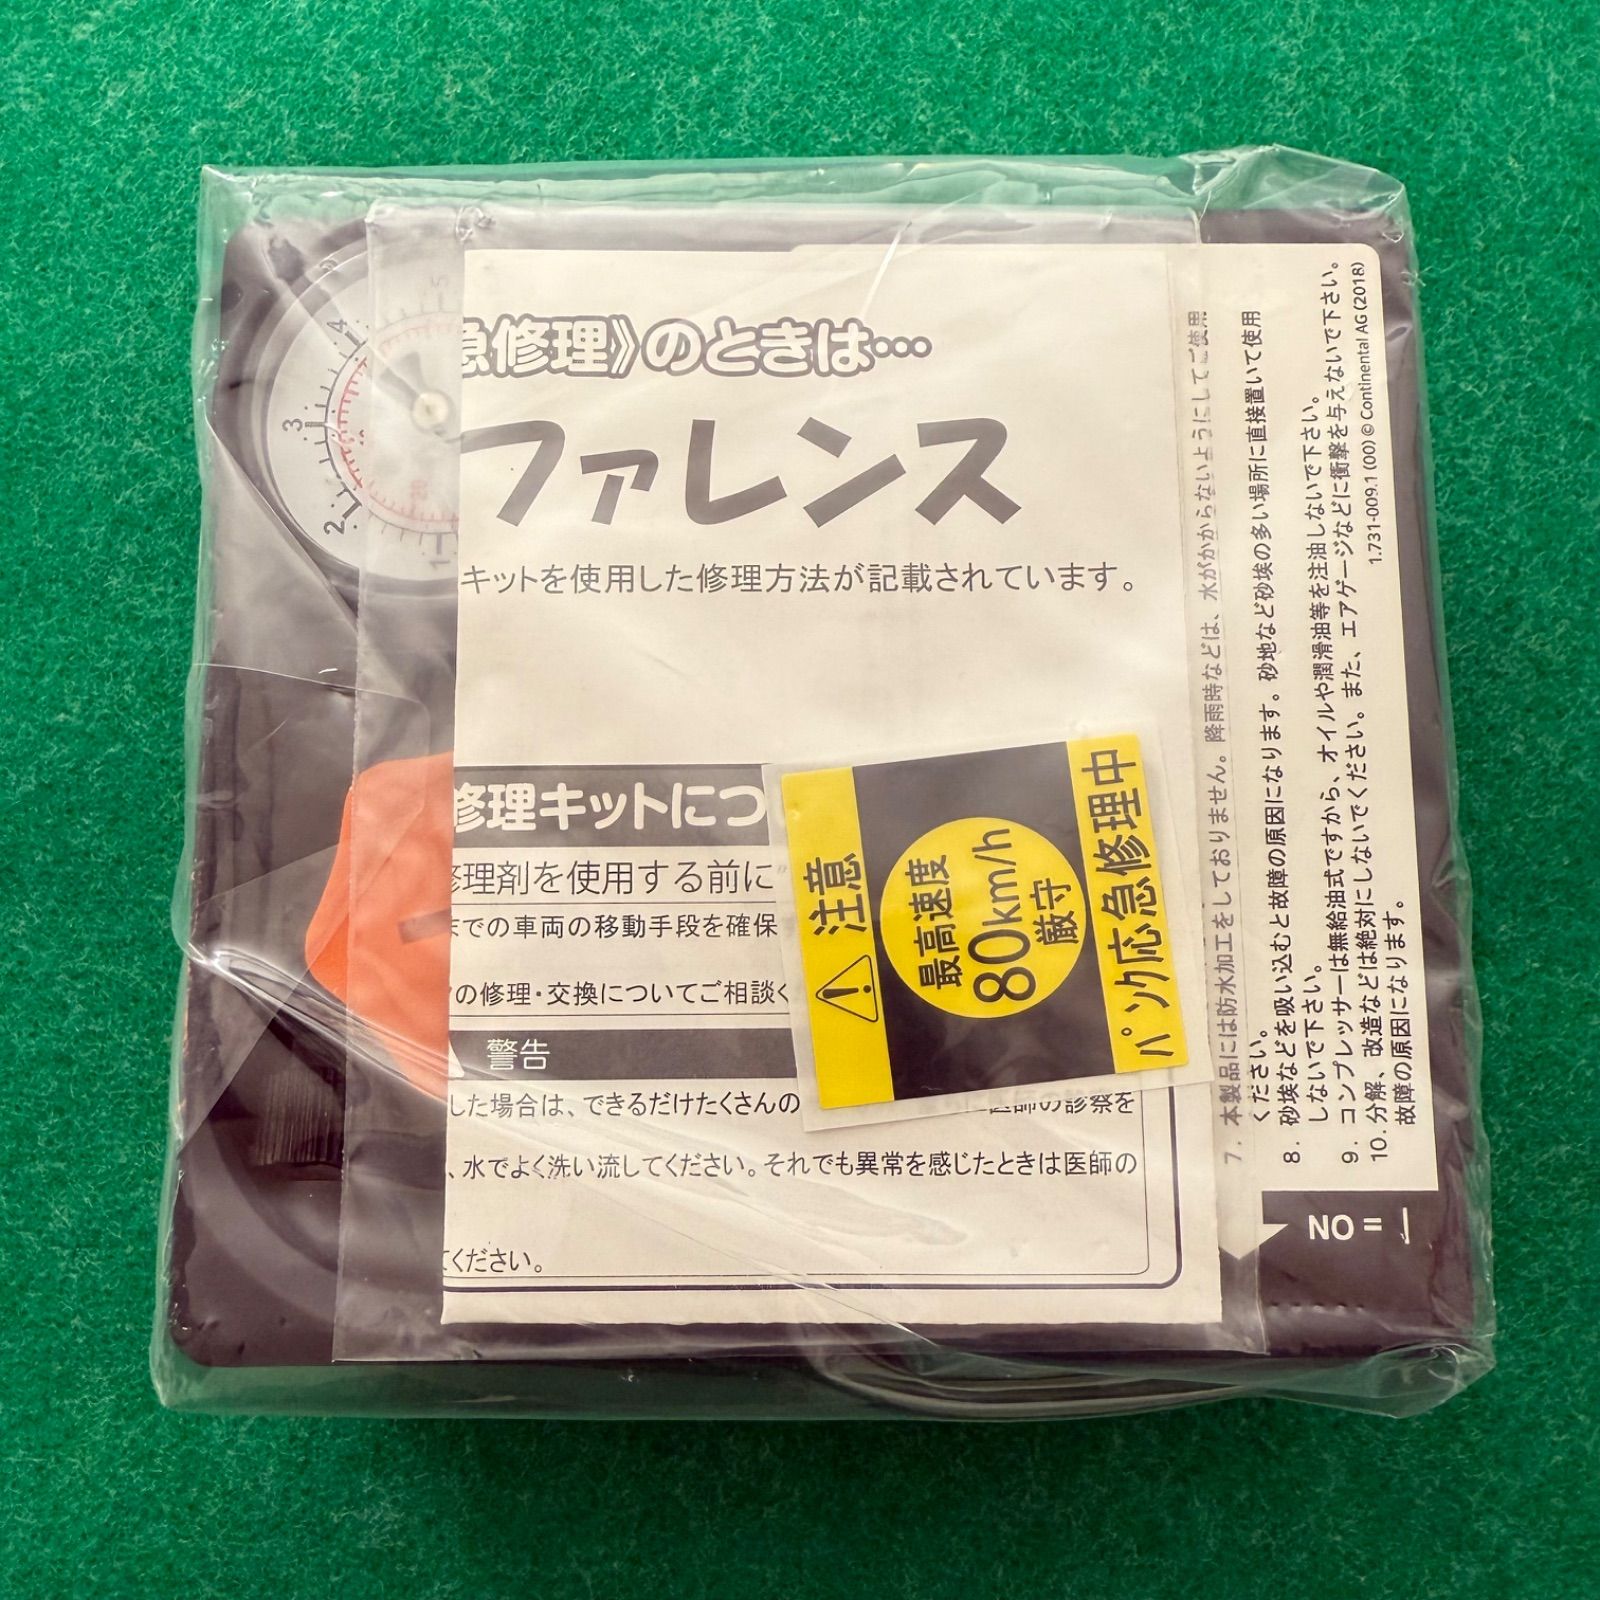 急修理》のときは…
ファレンス
キットを使用した修理方法が記載されています。
修理キットにつ
修理剤を使用する前に
までの車両の移動手段を確保
の修理・交換についてご相談く
警告
した場合は、できるだけたくさんの
医師の診察を
、水でよく洗い流してください。それでも異常を感じたときは医師の
てください。
注意
最高速度
80km/h
厳守
パンク応急修理中
7. 本製品には防水加工をしておりません。降雨時などは、水がかからないようにしてご使用
ください。
8. 砂埃などを吸い込むと故障の原因になります。砂地など砂埃の多い場所に直接置いて使用
しないで下さい。
9. コンプレッサーは無給油式ですから、オイルや潤滑油等を注油しないで下さい。
10. 分解、改造などは絶対にしないでください。また、エアゲージなどに衝撃を与えないで下さい。
故障の原因になります。
1.731-009.1 (00) © Continental AG (2018)
I = ON
1
2
3
4
5